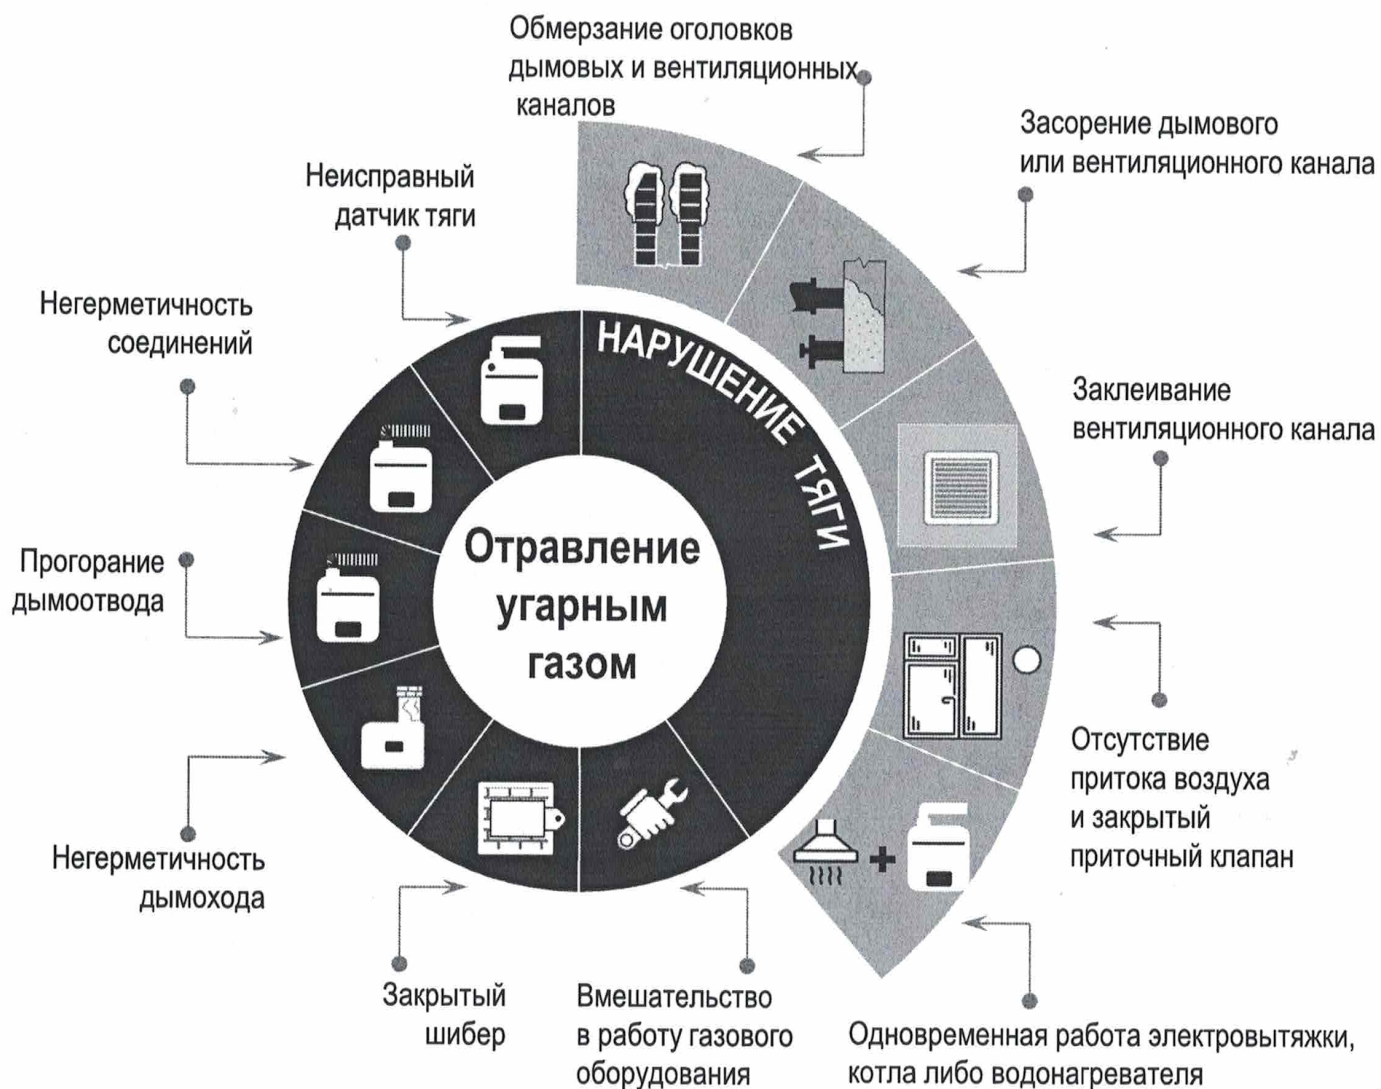 Обмерзание оголовков
дымовых и вентиляционных
каналов
Засорение дымового
или вентиляционного канала
Неисправный
датчик тяги
Негерметичность
соединений
НАРУШЕНИЕ ТЯГИ
Заклеивание
вентиляционного канала
Прогорание
дымоотвода
Отравление
угарным
газом
Отсутствие
притока воздуха
и закрытый
приточный клапан
Негерметичность
дымохода
Закрытый
шибер
Вмешательство
в работу газового
оборудования
Одновременная работа электровытяжки,
котла либо водонагревателя